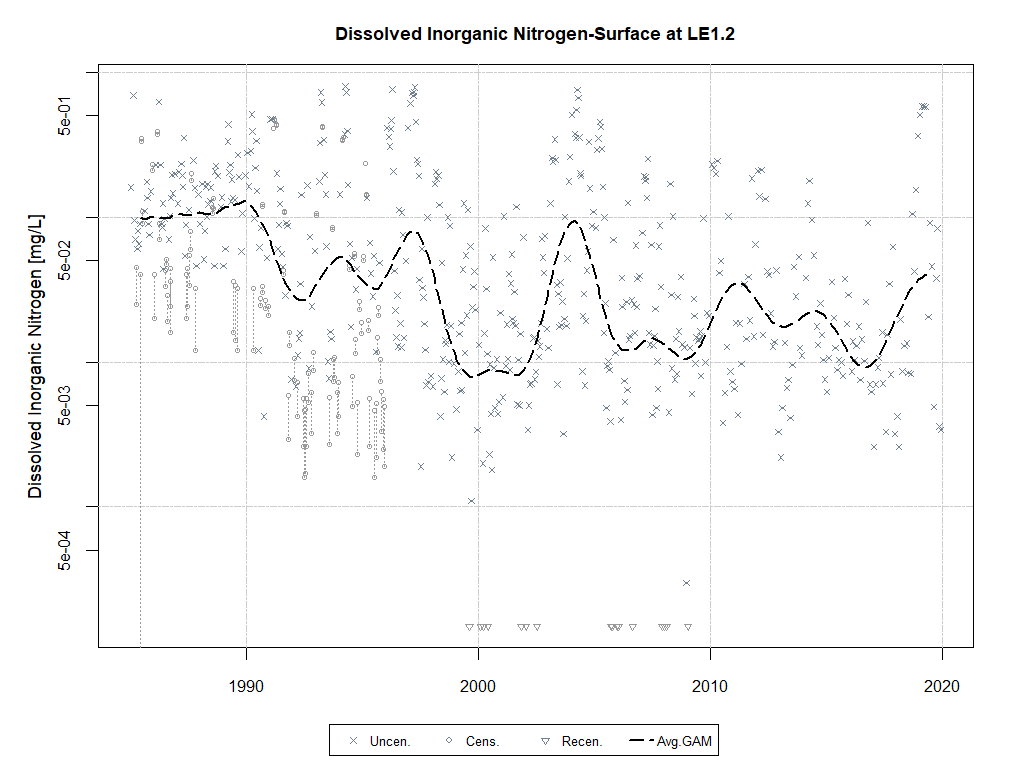 Dissolved Inorganic Nitrogen-Surface at LE1.2
Dissolved Inorganic Nitrogen [mg/L]
5e-01
5e-02
5e-03
5e-04
1990 2000 2010 2020
Uncen. Cens. Recen. Avg.GAM